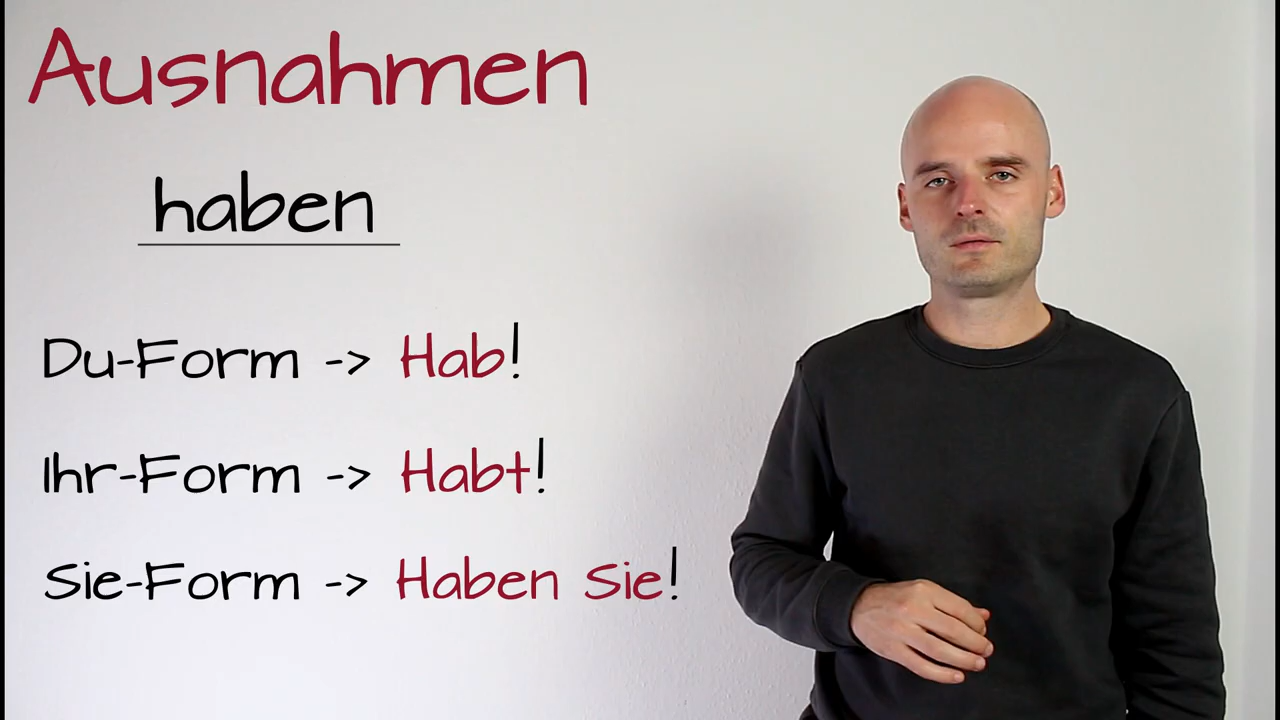 Ausnahmen
haben
Du-Form -> Hab!
Ihr-Form -> Habt!
Sie-Form -> Haben Sie!